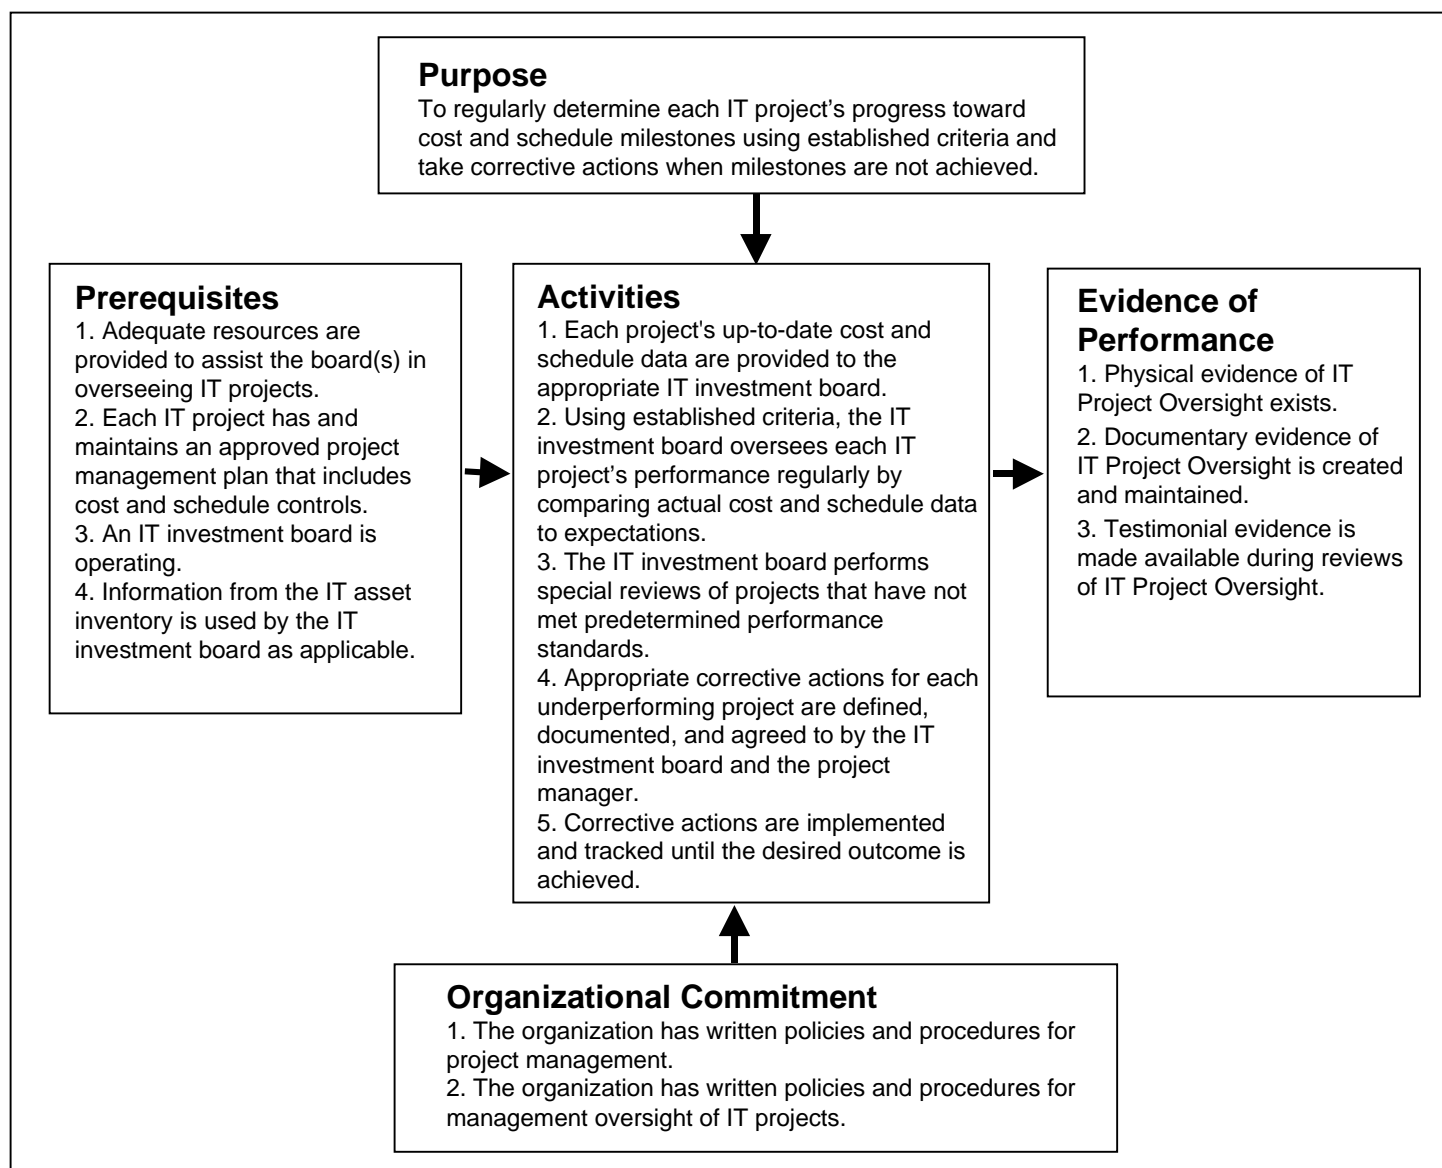 Purpose
To regularly determine each IT project's progress toward
cost and schedule milestones using established criteria and
take corrective actions when milestones are not achieved.
Prerequisites
1. Adequate resources are
provided to assist the board(s) in
overseeing IT projects.
2. Each IT project has and
maintains an approved project
management plan that includes
cost and schedule controls.
3. An IT investment board is
operating.
4. Information from the IT asset
inventory is used by the IT
investment board as applicable.
Activities
1. Each project's up-to-date cost and
schedule data are provided to the
appropriate IT investment board.
2. Using established criteria, the IT
investment board oversees each IT
project's performance regularly by
comparing actual cost and schedule data
to expectations.
3. The IT investment board performs
special reviews of projects that have not
met predetermined performance
standards.
4. Appropriate corrective actions for each
underperforming project are defined,
documented, and agreed to by the IT
investment board and the project
manager.
5. Corrective actions are implemented
and tracked until the desired outcome is
achieved.
Evidence of
Performance
1. Physical evidence of IT
Project Oversight exists.
2. Documentary evidence of
IT Project Oversight is created
and maintained.
3. Testimonial evidence is
made available during reviews
of IT Project Oversight.
Organizational Commitment
1. The organization has written policies and procedures for
project management.
2. The organization has written policies and procedures for
management oversight of IT projects.